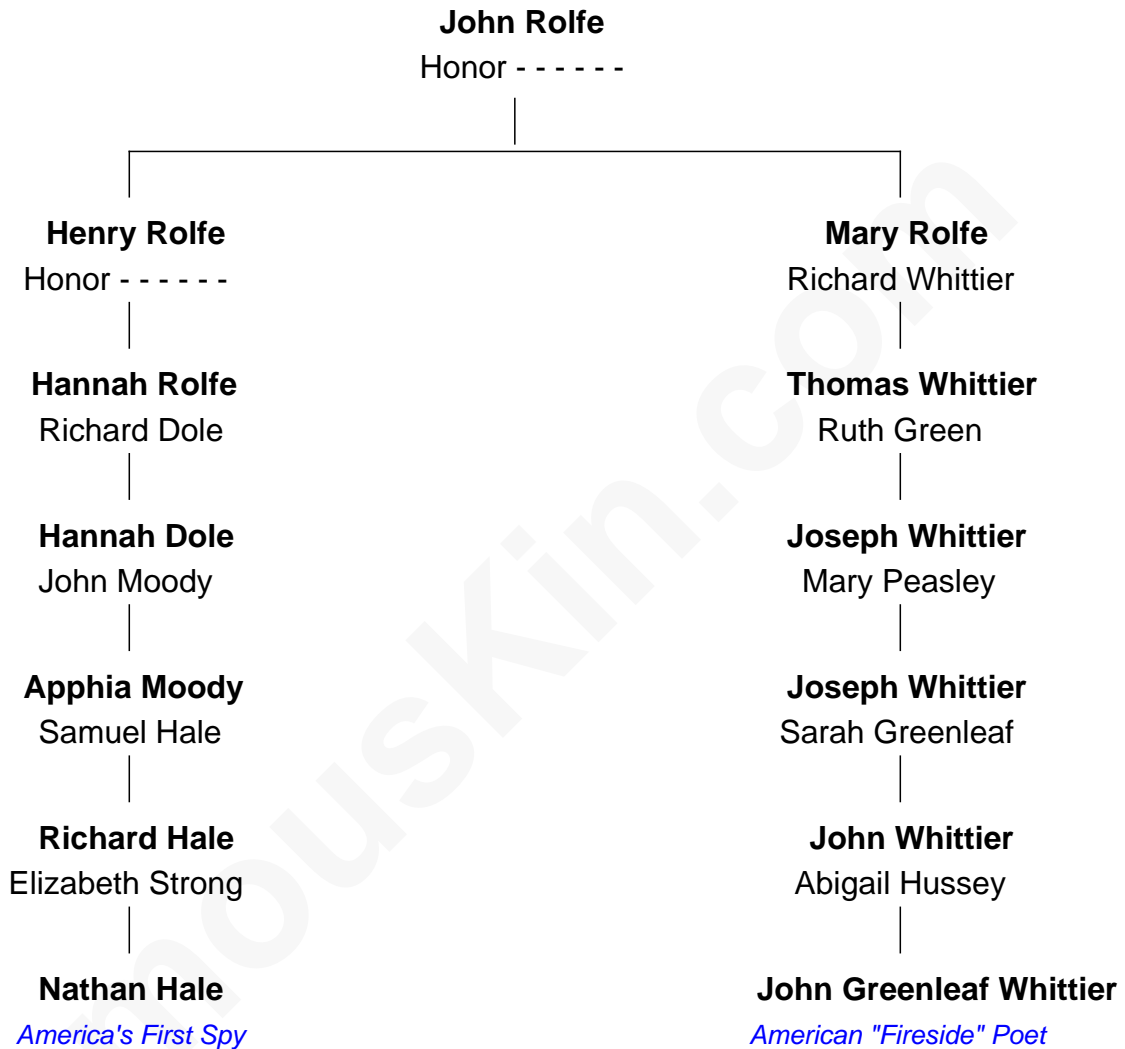 John Rolfe
Honor - - - - - -
Henry Rolfe
Honor - - - - - -
Mary Rolfe
Richard Whittier
Hannah Rolfe
Richard Dole
Thomas Whittier
Ruth Green
Hannah Dole
John Moody
Joseph Whittier
Mary Peasley
Apphia Moody
Samuel Hale
Joseph Whittier
Sarah Greenleaf
Richard Hale
Elizabeth Strong
John Whittier
Abigail Hussey
Nathan Hale
America's First Spy
John Greenleaf Whittier
American "Fireside" Poet
mouskin.com